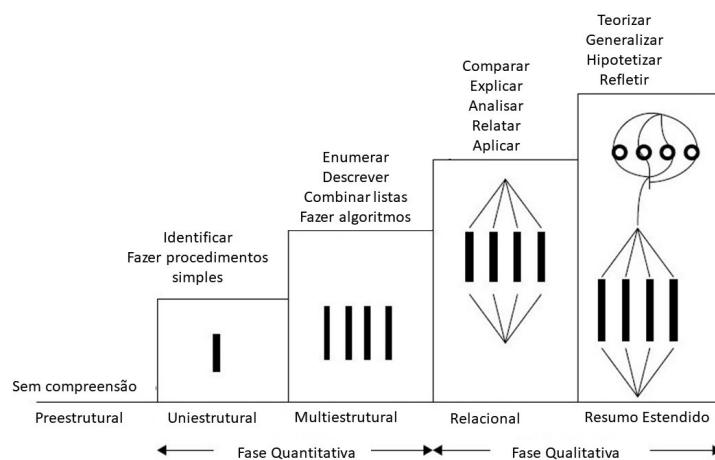 Teorizar
Generalizar
Hipotetizar
Refletir
Comparar
Explicar
Analisar
Relatar
Aplicar
Enumerar
Descrever
Combinar listas
Fazer algoritmos
Identificar
Fazer procedimentos
simples
Sem compreensão
Preestrutural
Uniestrutural
Multiestrutural
Relacional
Resumo Estendido
Fase Quantitativa
Fase Qualitativa